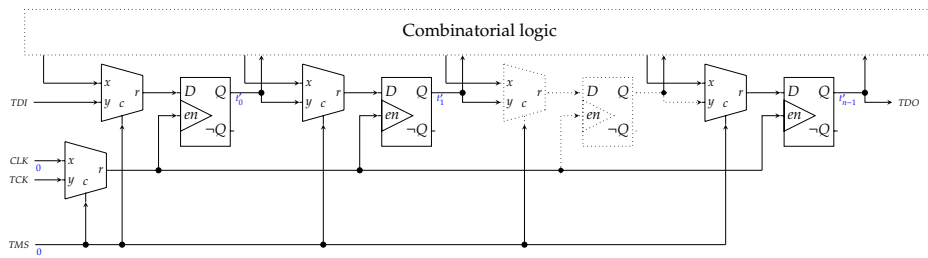 Combinatorial logic
x y c r D Q en ¬Q t′0 x y c r D Q en ¬Q t′1 x y c r D Q en ¬Q x y c r D Q en ¬Q t′n−1
TDI
TDO
CLK 0 x y c r
TCK
TMS 0